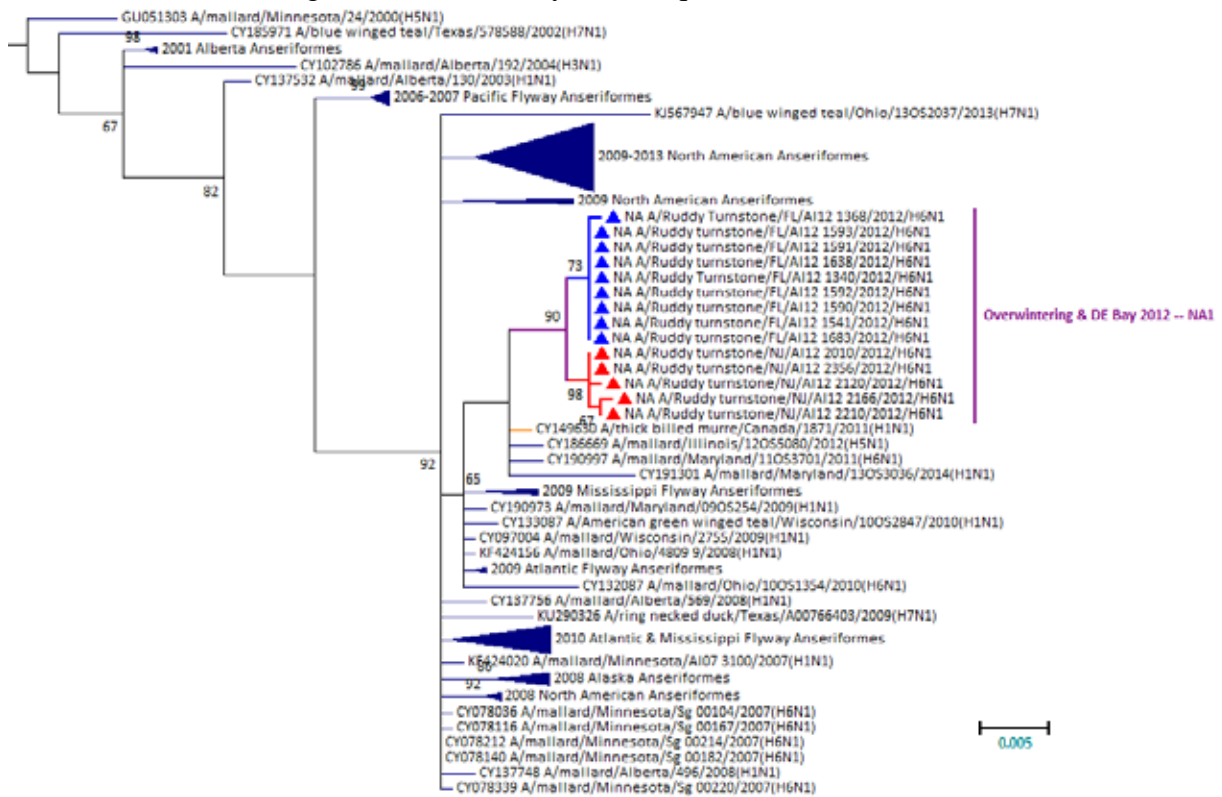 GU051303 A/mallard/Minnesota/24/2000(H5N1)
CY185971 A/blue winged teal/Texas/578588/2002(H7N1)
98
2001 Alberta Anseriformes
CY102786 A/mallard/Alberta/192/2004(H3N1)
CY137532 A/mallard/Alberta/130/2003(H1N1)
99
2006-2007 Pacific Flyway Anseriformes
KJ567947 A/blue winged teal/Ohio/13OS2037/2013(H7N1)
67
2009-2013 North American Anseriformes
82
2009 North American Anseriformes
NA A/Ruddy Turnstone/FL/AI12 1368/2012/H6N1
NA A/Ruddy turnstone/FL/AI12 1593/2012/H6N1
NA A/Ruddy turnstone/FL/AI12 1591/2012/H6N1
NA A/Ruddy turnstone/FL/AI12 1638/2012/H6N1
73
NA A/Ruddy Turnstone/FL/AI12 1340/2012/H6N1
NA A/Ruddy turnstone/FL/AI12 1592/2012/H6N1
NA A/Ruddy turnstone/FL/AI12 1590/2012/H6N1
90
Overwintering & DE Bay 2012 -- NA1
NA A/Ruddy turnstone/FL/AI12 1541/2012/H6N1
NA A/Ruddy turnstone/FL/AI12 1683/2012/H6N1
NA A/Ruddy turnstone/NJ/AI12 2010/2012/H6N1
NA A/Ruddy turnstone/NJ/AI12 2356/2012/H6N1
NA A/Ruddy turnstone/NJ/AI12 2120/2012/H6N1
98
NA A/Ruddy turnstone/NJ/AI12 2166/2012/H6N1
67
NA A/Ruddy turnstone/NJ/AI12 2210/2012/H6N1
CY149630 A/thick billed murre/Canada/1871/2011(H1N1)
CY186669 A/mallard/Illinois/12OS5080/2012(H5N1)
CY190997 A/mallard/Maryland/11OS3701/2011(H6N1)
92
CY191301 A/mallard/Maryland/13OS3036/2014(H1N1)
65
2009 Mississippi Flyway Anseriformes
CY190973 A/mallard/Maryland/09OS254/2009(H1N1)
CY133087 A/American green winged teal/Wisconsin/10OS2847/2010(H1N1)
CY097004 A/mallard/Wisconsin/2755/2009(H1N1)
KF424156 A/mallard/Ohio/4809 9/2008(H1N1)
2009 Atlantic Flyway Anseriformes
CY132087 A/mallard/Ohio/10OS1354/2010(H6N1)
CY137756 A/mallard/Alberta/569/2008(H1N1)
KU290326 A/ring necked duck/Texas/A00766403/2009(H7N1)
2010 Atlantic & Mississippi Flyway Anseriformes
KF424020 A/mallard/Minnesota/AI07 3100/2007(H1N1)
86
2008 Alaska Anseriformes
92
2008 North American Anseriformes
CY078036 A/mallard/Minnesota/Sg 00104/2007(H6N1)
CY078116 A/mallard/Minnesota/Sg 00167/2007(H6N1)
CY078212 A/mallard/Minnesota/Sg 00214/2007(H6N1)
CY078140 A/mallard/Minnesota/Sg 00182/2007(H6N1)
CY137748 A/mallard/Alberta/496/2008(H1N1)
CY078339 A/mallard/Minnesota/Sg 00220/2007(H6N1)
0.005